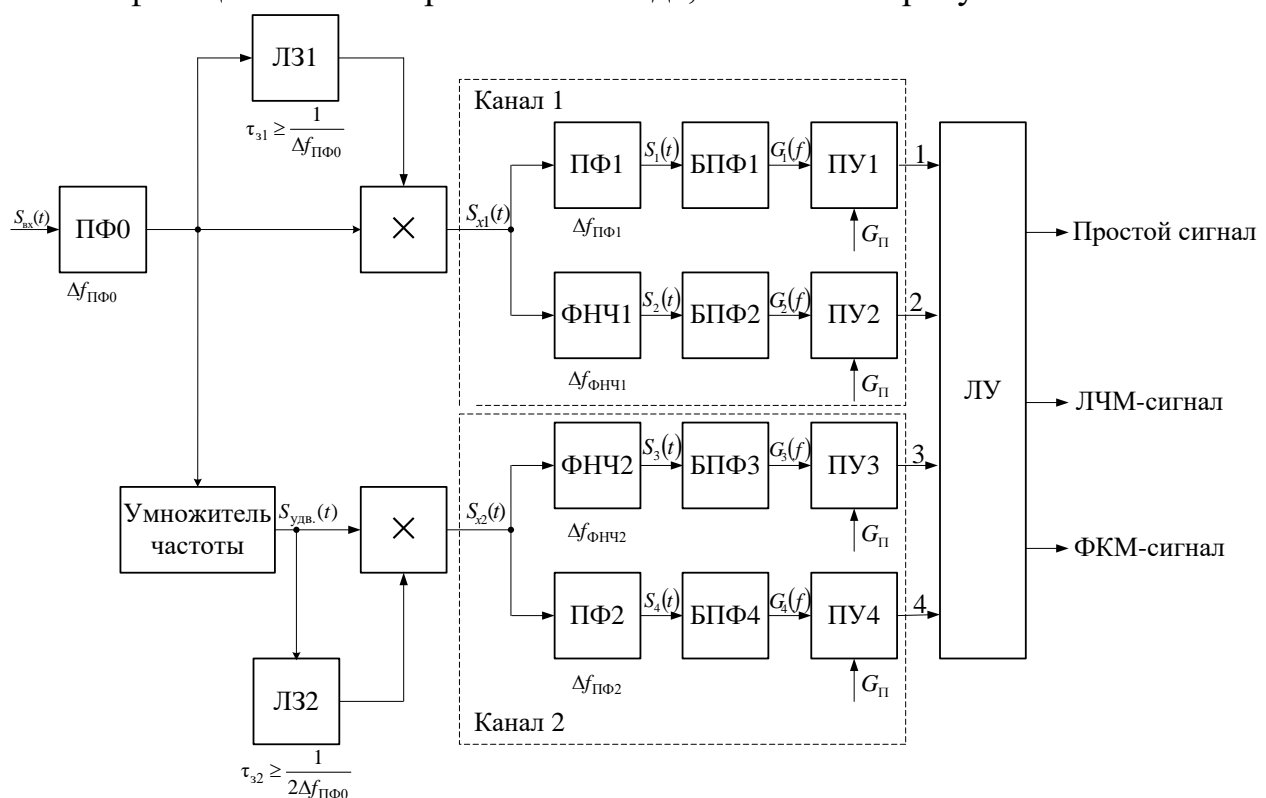 ЛЗ1
τз1 ≥ 1/ΔfПФ0
Канал 1
ПФ1
S1(t)
БПФ1
G1(f)
ПУ1
1
ΔfПФ1
GП
Sвх(t)
ПФ0
ΔfПФ0
×
Sx1(t)
ФНЧ1
S2(t)
БПФ2
G2(f)
ПУ2
2
ΔfФНЧ1
GП
ЛУ
Простой сигнал
ЛЧМ-сигнал
ФКМ-сигнал
Умножитель
частоты
Sудв.(t)
×
Sx2(t)
ФНЧ2
S3(t)
БПФ3
G3(f)
ПУ3
3
ΔfФНЧ2
GП
ПФ2
S4(t)
БПФ4
G4(f)
ПУ4
4
ΔfПФ2
GП
Канал 2
ЛЗ2
τз2 ≥ 1/2ΔfПФ0